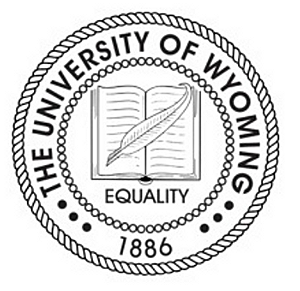 THE UNIVERSITY OF WYOMING
EQUALITY
1886